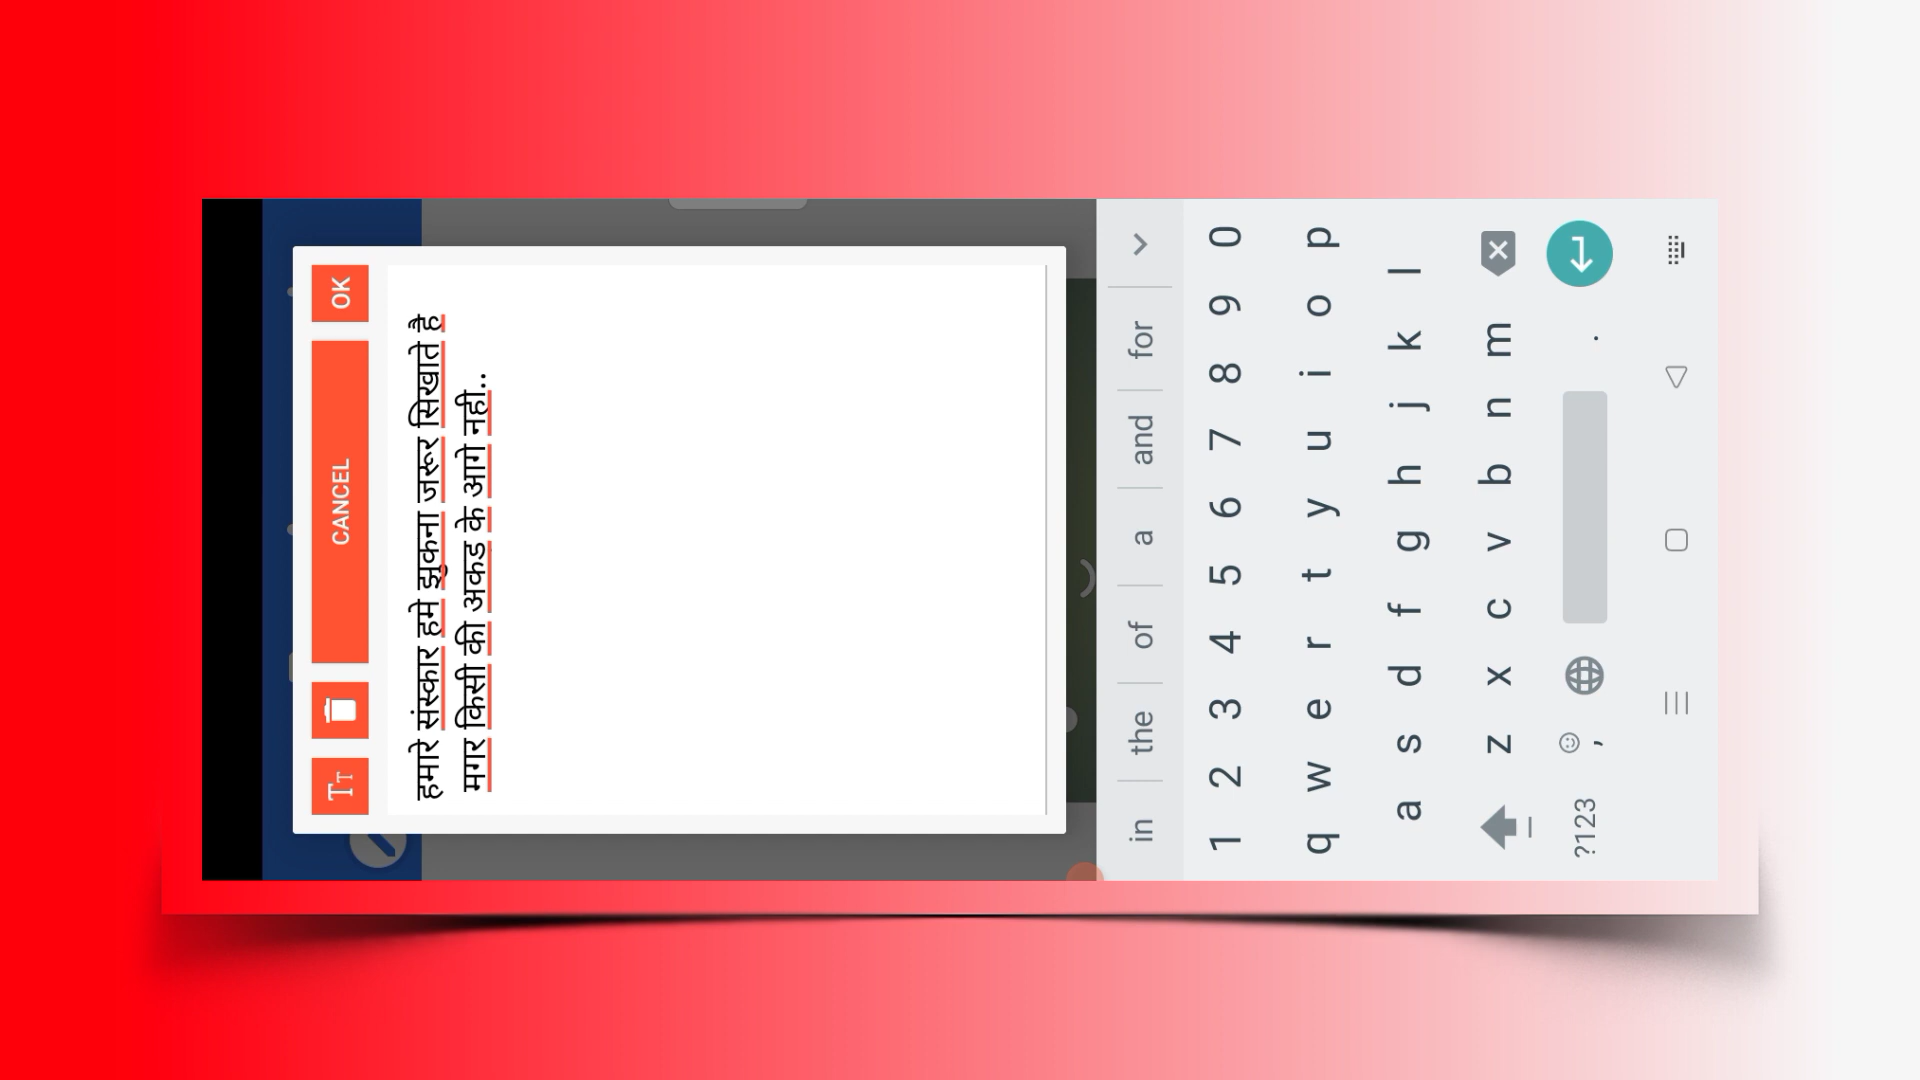 OK
CANCEL
Tт
हमारे संस्कार हमे झुकना जरूर सिखाते है
मगर किसी की अकड के आगे नही..
in the of a and for
1 2 3 4 5 6 7 8 9 0
q w e r t y u i o p
a s d f g h j k l
z x c v b n m
?123 , .